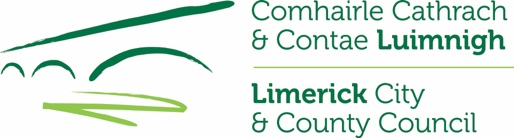 Comhairle Cathrach
& Contae Luimnigh
Limerick City
& County Council